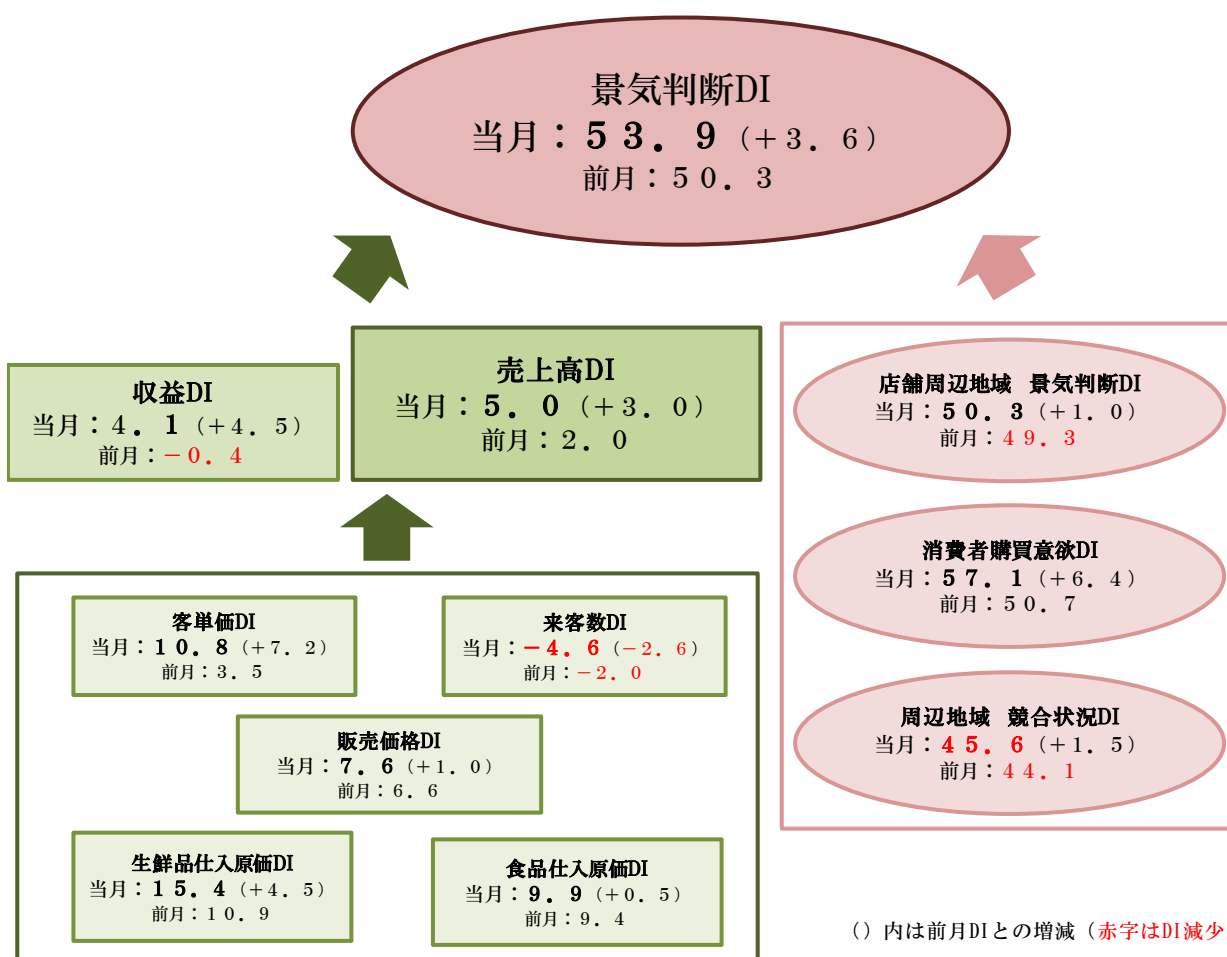 景気判断DI
当月：５３．９（＋３．６）
前月：５０．３
収益DI
当月：４．１（＋４．５）
前月：－０．４
売上高DI
当月：５．０（＋３．０）
前月：２．０
店舗周辺地域　景気判断DI
当月：５０．３（＋１．０）
前月：４９．３
消費者購買意欲DI
当月：５７．１（＋６．４）
前月：５０．７
周辺地域　競合状況DI
当月：４５．６（＋１．５）
前月：４４．１
客単価DI
当月：１０．８（＋７．２）
前月：３．５
来客数DI
当月：－４．６（－２．６）
前月：－２．０
販売価格DI
当月：７．６（＋１．０）
前月：６．６
生鮮品仕入原価DI
当月：１５．４（＋４．５）
前月：１０．９
食品仕入原価DI
当月：９．９（＋０．５）
前月：９．４
（）内は前月DIとの増減（赤字はDI減少